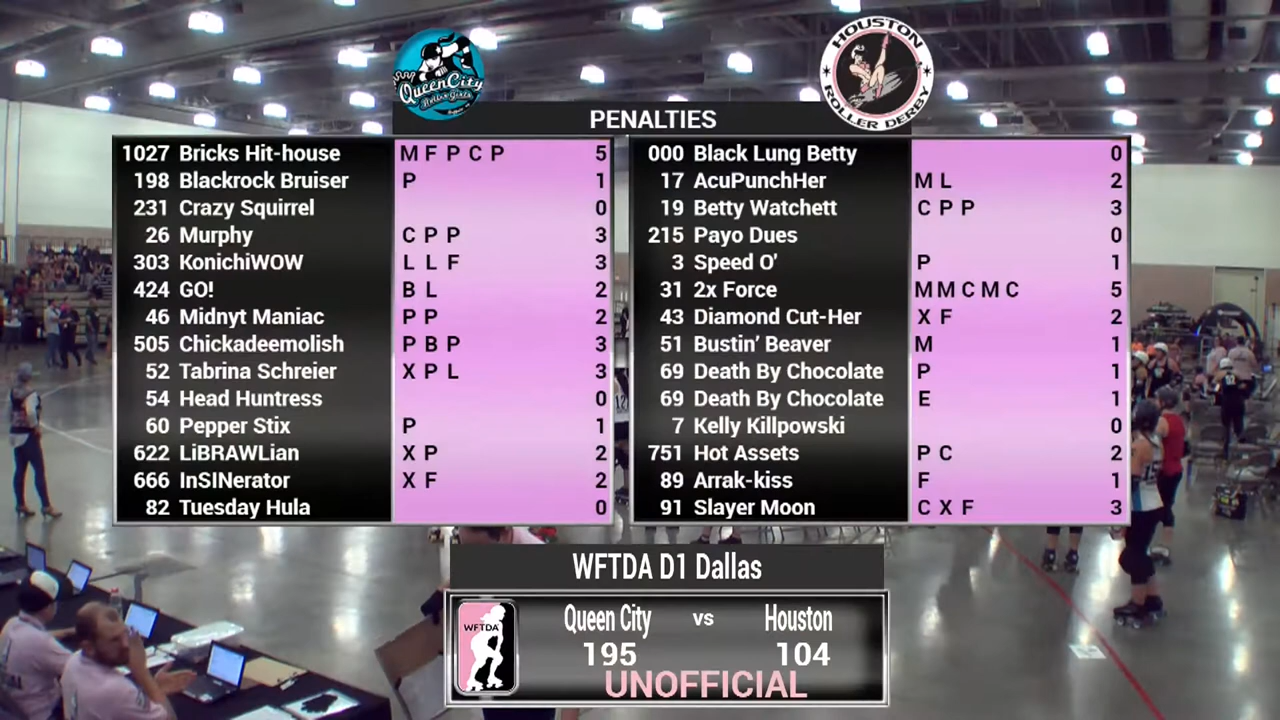 QueenCity
Roller Girls
HOUSTON
ROLLER DERBY
PENALTIES
1027 Bricks Hit-house M F P C P 5
198 Blackrock Bruiser P 1
231 Crazy Squirrel 0
26 Murphy C P P 3
303 KonichiWOW L L F 3
424 GO! B L 2
46 Midnyt Maniac P P 2
505 Chickadeemolish P B P 3
52 Tabrina Schreier X P L 3
54 Head Huntress 0
60 Pepper Stix P 1
622 LiBRAWLian X P 2
666 InSINerator X F 2
82 Tuesday Hula 0
000 Black Lung Betty 0
17 AcuPunchHer M L 2
19 Betty Watchett C P P 3
215 Payo Dues 0
3 Speed O' P 1
31 2x Force M M C M C 5
43 Diamond Cut-Her X F 2
51 Bustin’ Beaver M 1
69 Death By Chocolate P 1
69 Death By Chocolate E 1
7 Kelly Killpowski 0
751 Hot Assets P C 2
89 Arrak-kiss F 1
91 Slayer Moon C X F 3
WFTDA D1 Dallas
WFTDA
Queen City vs Houston
195 104
UNOFFICIAL